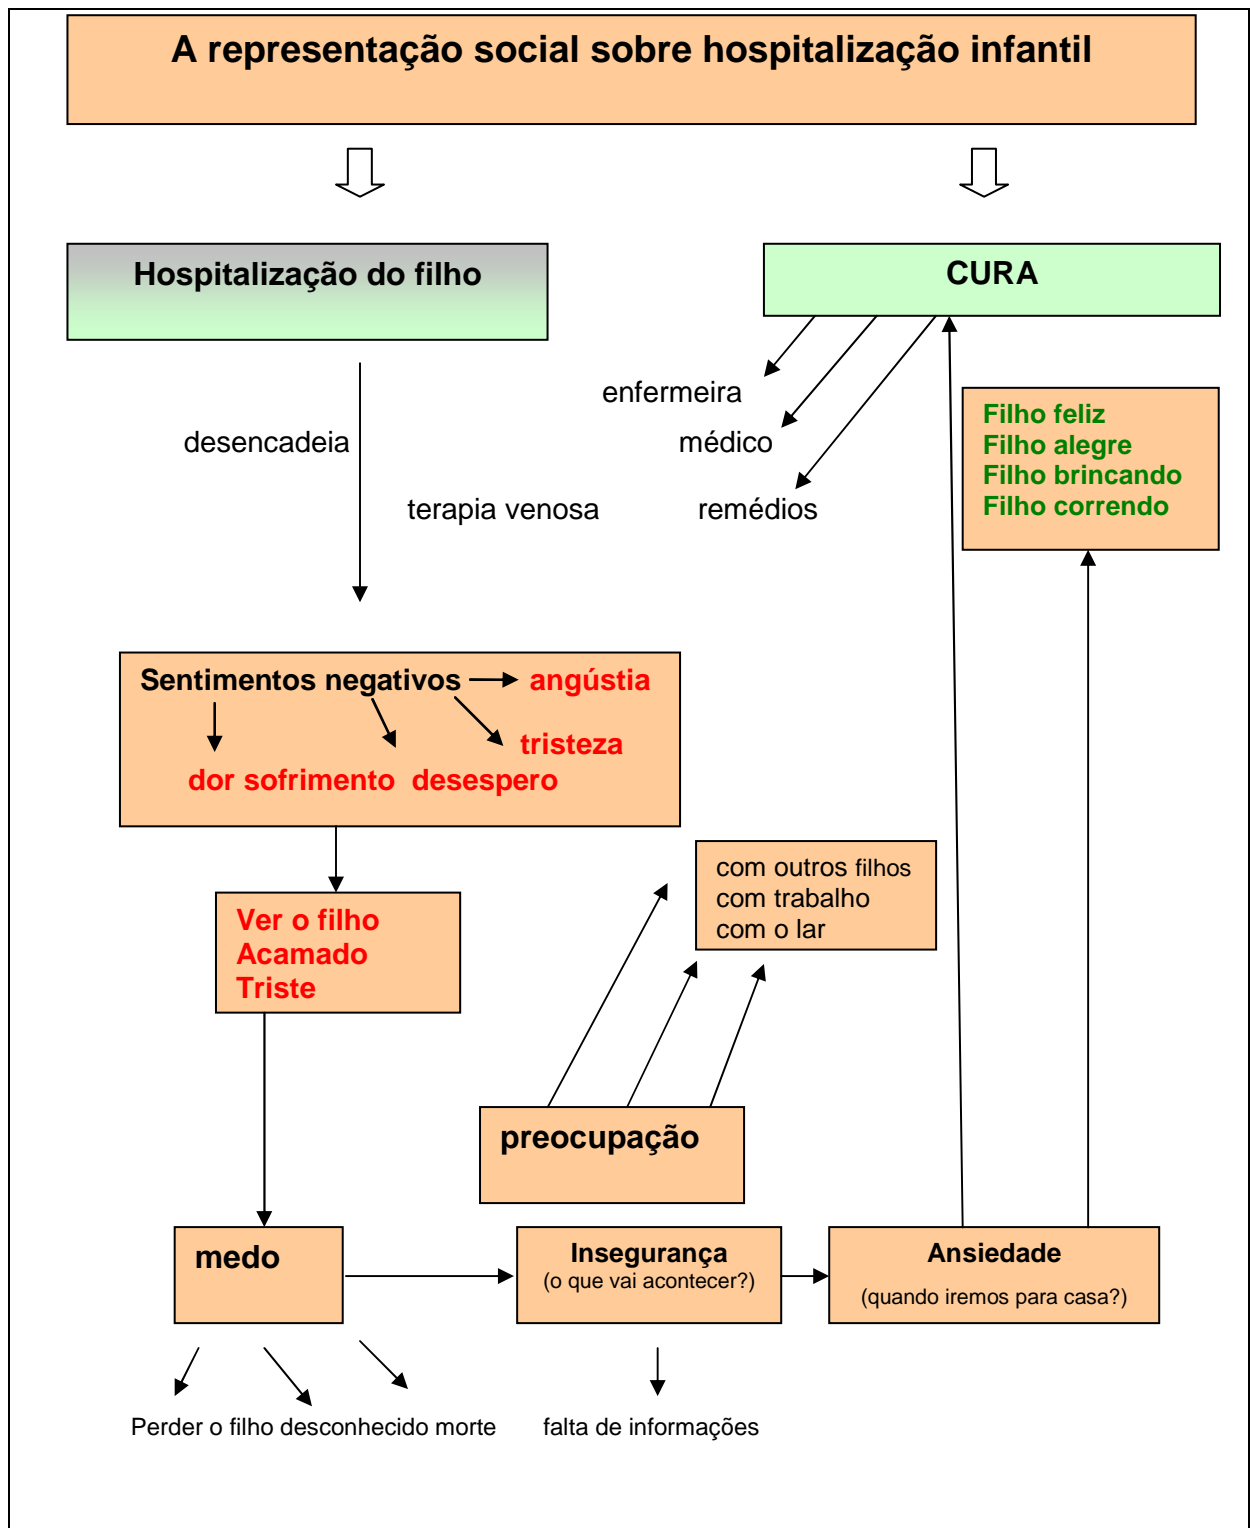 A representação social sobre hospitalização infantil
Hospitalização do filho
CURA
enfermeira
médico
remédios
desencadeia
terapia venosa
Filho feliz
Filho alegre
Filho brincando
Filho correndo
Sentimentos negativos angústia
tristeza
dor sofrimento desespero
Ver o filho
Acamado
Triste
com outros filhos
com trabalho
com o lar
preocupação
medo
Insegurança
(o que vai acontecer?)
Ansiedade
(quando iremos para casa?)
Perder o filho desconhecido morte
falta de informações